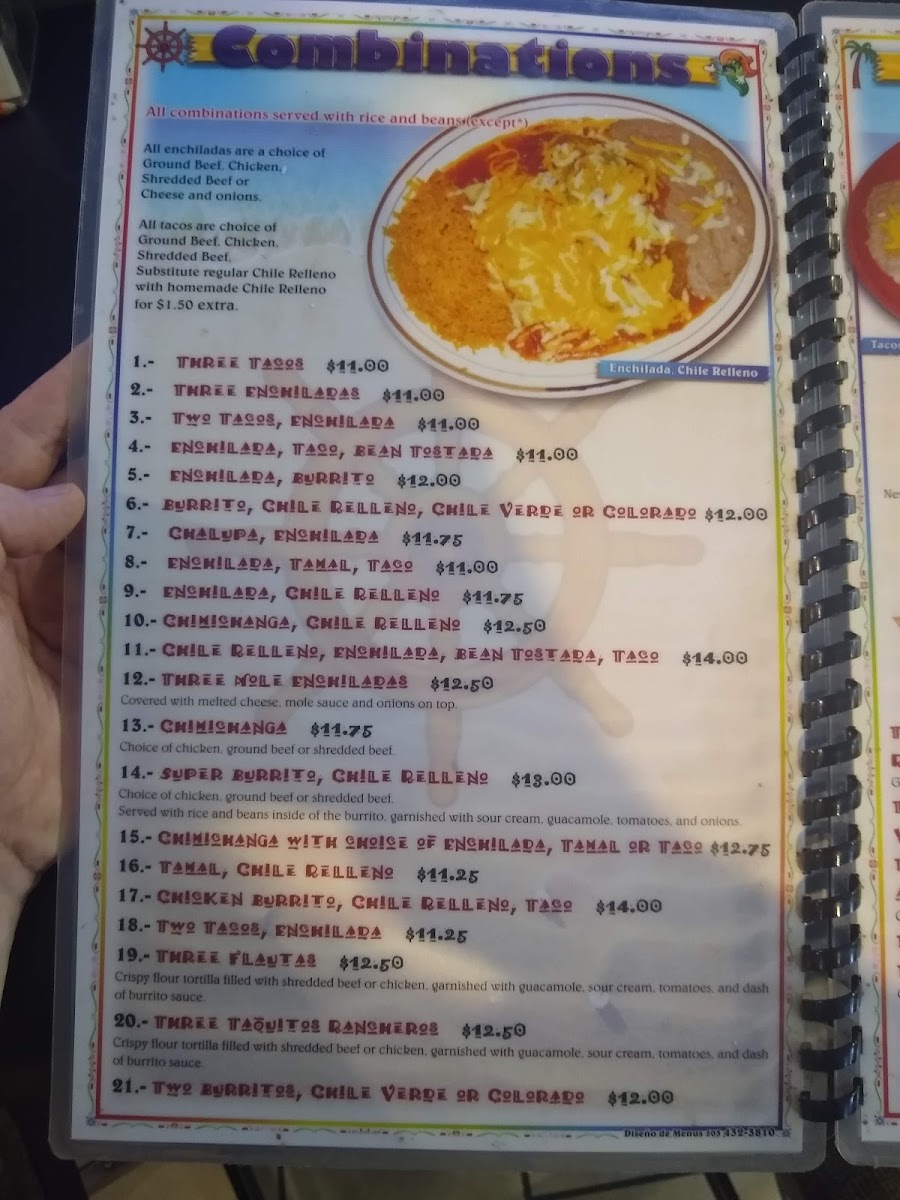 Combinations
All combinations served with rice and beans (except*)
All enchiladas are a choice of
Ground Beef, Chicken,
Shredded Beef or
Cheese and onions.
All tacos are choice of
Ground Beef, Chicken,
Shredded Beef,
Substitute regular Chile Relleno
with homemade Chile Relleno
for $1.50 extra.
Enchilada, Chile Relleno
1.- THREE TACOS $11.00
2.- THREE ENCHILADAS $11.00
3.- TWO TACOS, ENCHILADA $11.00
4.- ENCHILADA, TACO, BEAN TOSTADA $11.00
5.- ENCHILADA, BURRITO $12.00
6.- BURRITO, CHILE RELLENO, CHILE VERDE OR COLORADO $12.00
7.- CHALUPA, ENCHILADA $11.75
8.- ENCHILADA, TAMAL, TACO $11.00
9.- ENCHILADA, CHILE RELLENO $11.75
10.- CHIMICHANGA, CHILE RELLENO $12.50
11.- CHILE RELLENO, ENCHILADA, BEAN TOSTADA, TACO $14.00
12.- THREE MOLE ENCHILADAS $12.50
Covered with melted cheese, mole sauce and onions on top.
13.- CHIMICHANGA $11.75
Choice of chicken, ground beef or shredded beef.
14.- SUPER BURRITO, CHILE RELLENO $13.00
Choice of chicken, ground beef or shredded beef.
Served with rice and beans inside of the burrito, garnished with sour cream, guacamole, tomatoes, and onions.
15.- CHIMICHANGA WITH CHOICE OF ENCHILADA, TAMAL OR TACO $12.75
16.- TAMAL, CHILE RELLENO $11.25
17.- CHICKEN BURRITO, CHILE RELLENO, TACO $14.00
18.- TWO TACOS, ENCHILADA $11.25
19.- THREE FLAUTAS $12.50
Crispy flour tortilla filled with shredded beef or chicken, garnished with guacamole, sour cream, tomatoes, and dash
of burrito sauce.
20.- THREE TAQUITOS RANCHEROS $12.50
Crispy flour tortilla filled with shredded beef or chicken, garnished with guacamole, sour cream, tomatoes, and dash
of burrito sauce.
21.- TWO BURRITOS, CHILE VERDE OR COLORADO $12.00
Diseno de Menus 503 432-3810
Tacos